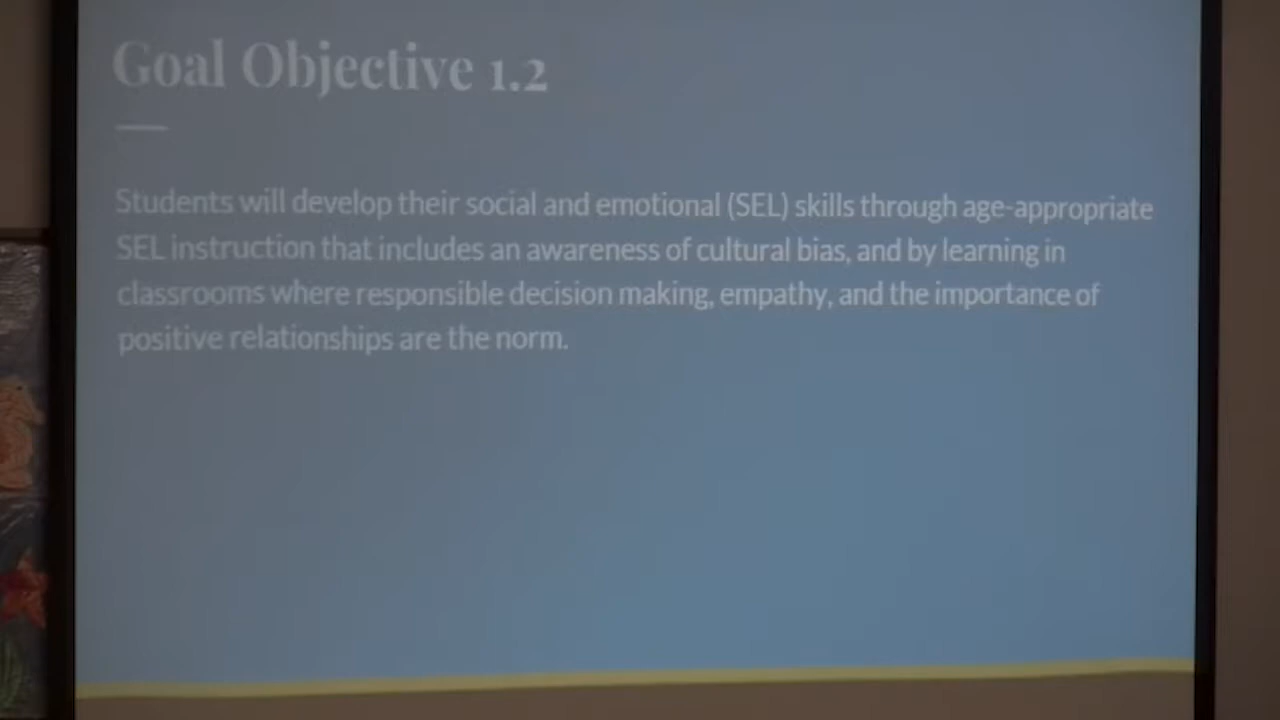 Goal Objective 1.2
Students will develop their social and emotional (SEL) skills through age-appropriate
SEL instruction that includes an awareness of cultural bias, and by learning in
classrooms where responsible decision making, empathy, and the importance of
positive relationships are the norm.